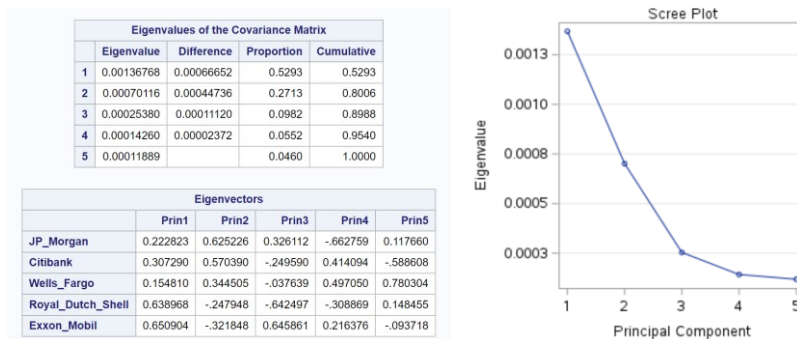 Eigenvalues of the Covariance Matrix
Eigenvalue Difference Proportion Cumulative
1 0.00136768 0.00066652 0.5293 0.5293
2 0.00070116 0.00044736 0.2713 0.8006
3 0.00025380 0.00011120 0.0982 0.8988
4 0.00014260 0.00002372 0.0552 0.9540
5 0.00011889 0.0460 1.0000
Eigenvectors
Prin1 Prin2 Prin3 Prin4 Prin5
JP_Morgan 0.222823 0.625226 0.326112 -.662759 0.117660
Citibank 0.307290 0.570390 -.249590 0.414094 -.588608
Wells_Fargo 0.154810 0.344505 -.037639 0.497050 0.780304
Royal_Dutch_Shell 0.638968 -.247948 -.642497 -.308869 0.148455
Exxon_Mobil 0.650904 -.321848 0.645861 0.216376 -.093718
Scree Plot
0.0013
0.0010
0.0008
0.0005
0.0003
Eigenvalue
1 2 3 4 5
Principal Component